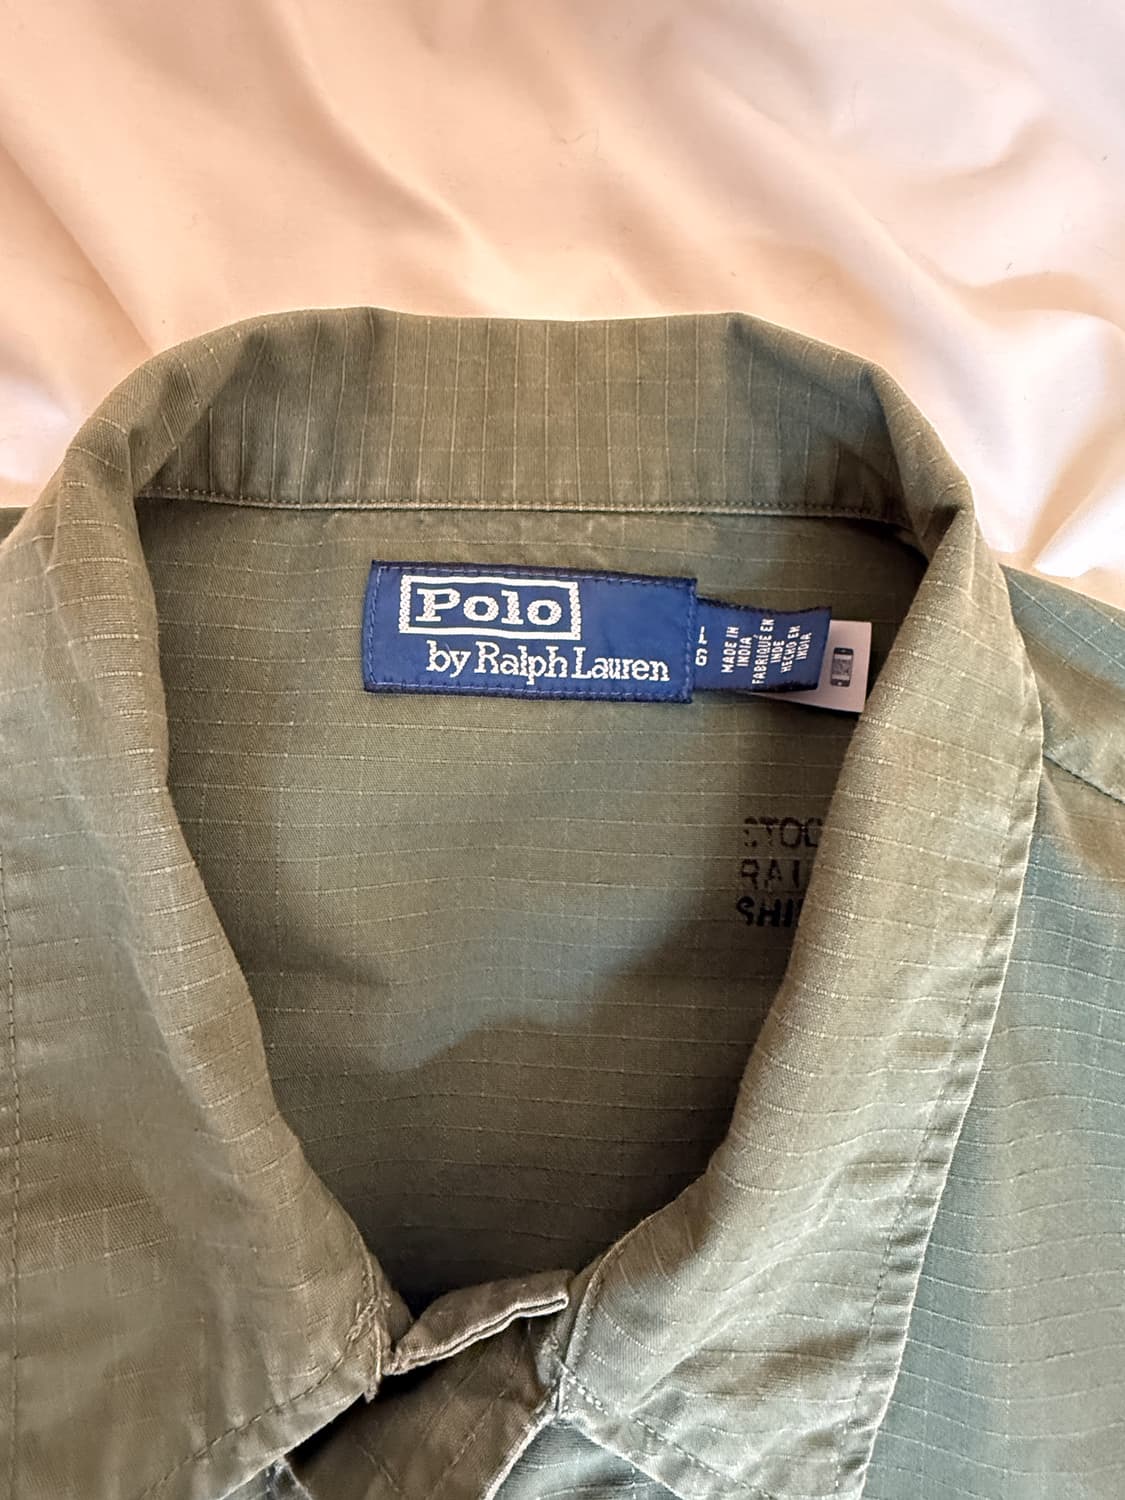 Polo
by Ralph Lauren
MADE IN
INDIA
FABRIQUÉ EN
INDE
HECHO EN
INDIA